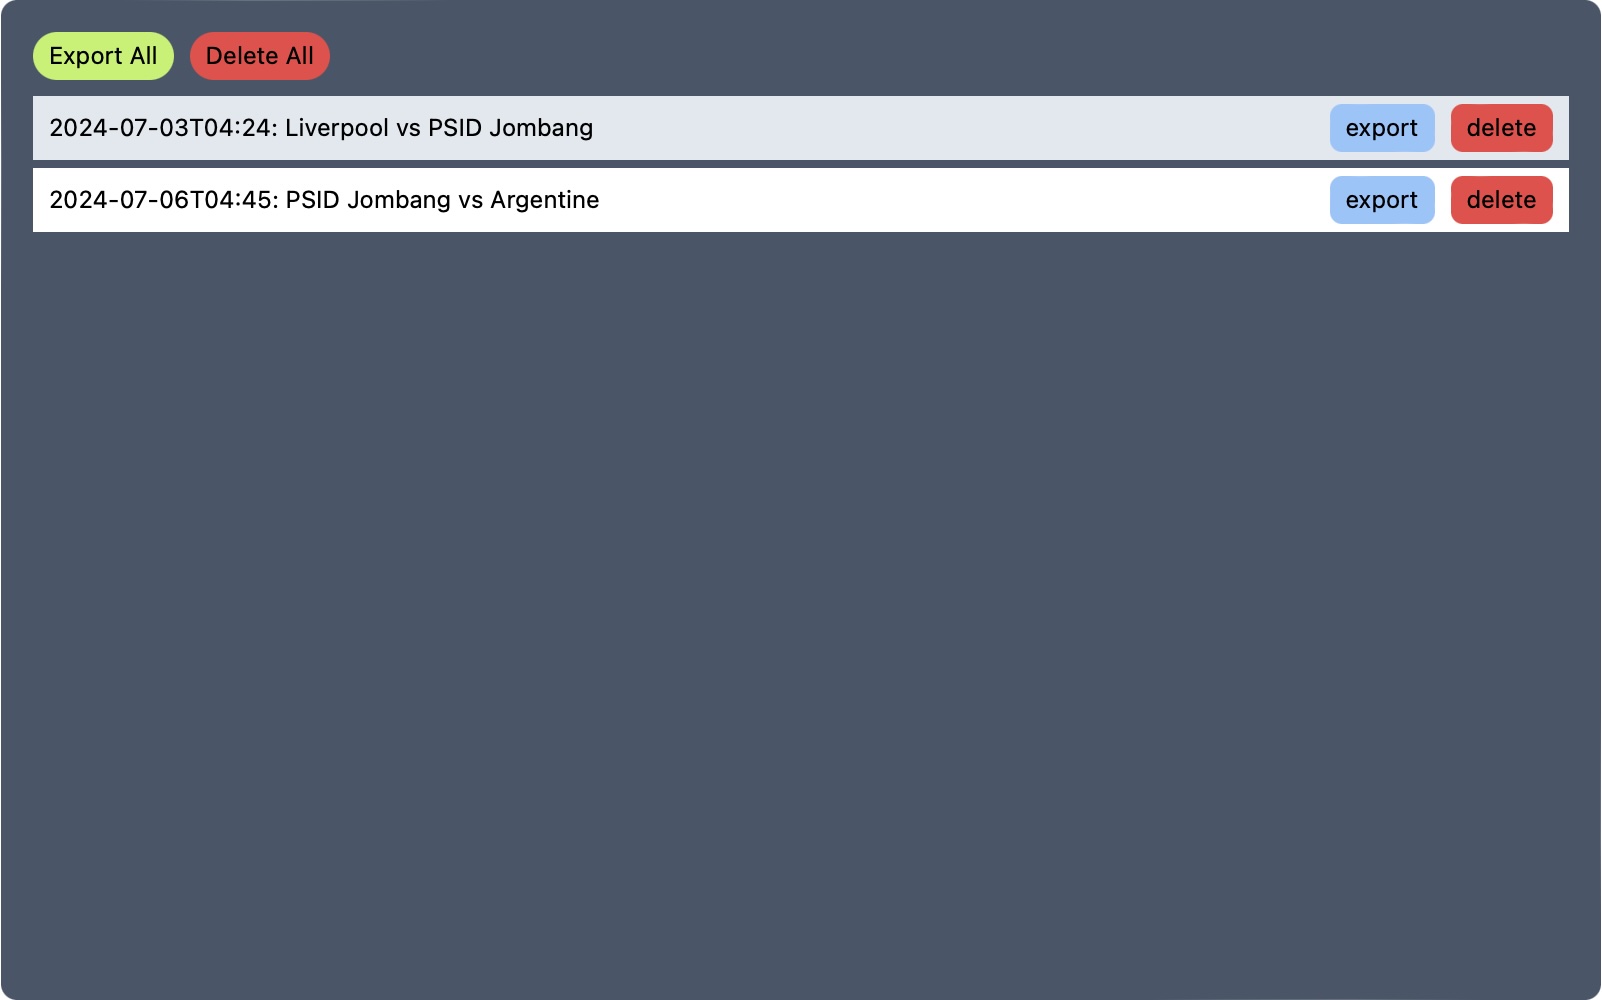 Export All Delete All
2024-07-03T04:24: Liverpool vs PSID Jombang export delete
2024-07-06T04:45: PSID Jombang vs Argentine export delete